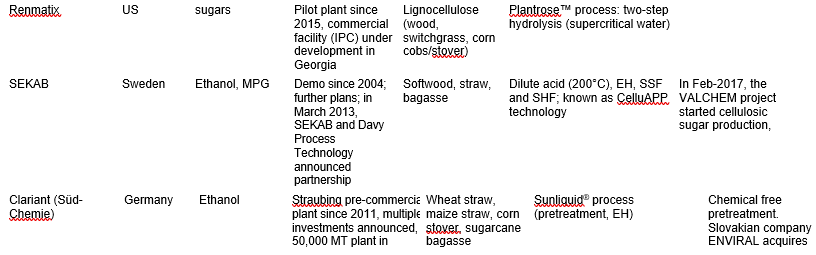 Renmatix US sugars Pilot plant since Lignocellulose Plantrose™ process: two-step
2015, commercial (wood, hydrolysis (supercritical water)
facility (IPC) under switchgrass, corn
development in cobs/stover)
Georgia
SEKAB Sweden Ethanol, MPG Demo since 2004; Softwood, straw, Dilute acid (200°C), EH, SSF In Feb-2017, the
further plans; in bagasse and SHF; known as CelluAPP VALCHEM project
March 2013, technology started cellulosic
SEKAB and Davy sugar production,
Process
Technology
announced
partnership
Clariant (Süd- Germany Ethanol Straubing pre-commercia Wheat straw, Sunliquid® process Chemical free
Chemie) plant since 2011, multiple maize straw, corn (pretreatment, EH) pretreatment.
investments announced, stover, sugarcane Slovakian company
50,000 MT plant in bagasse ENVIRAL acquires